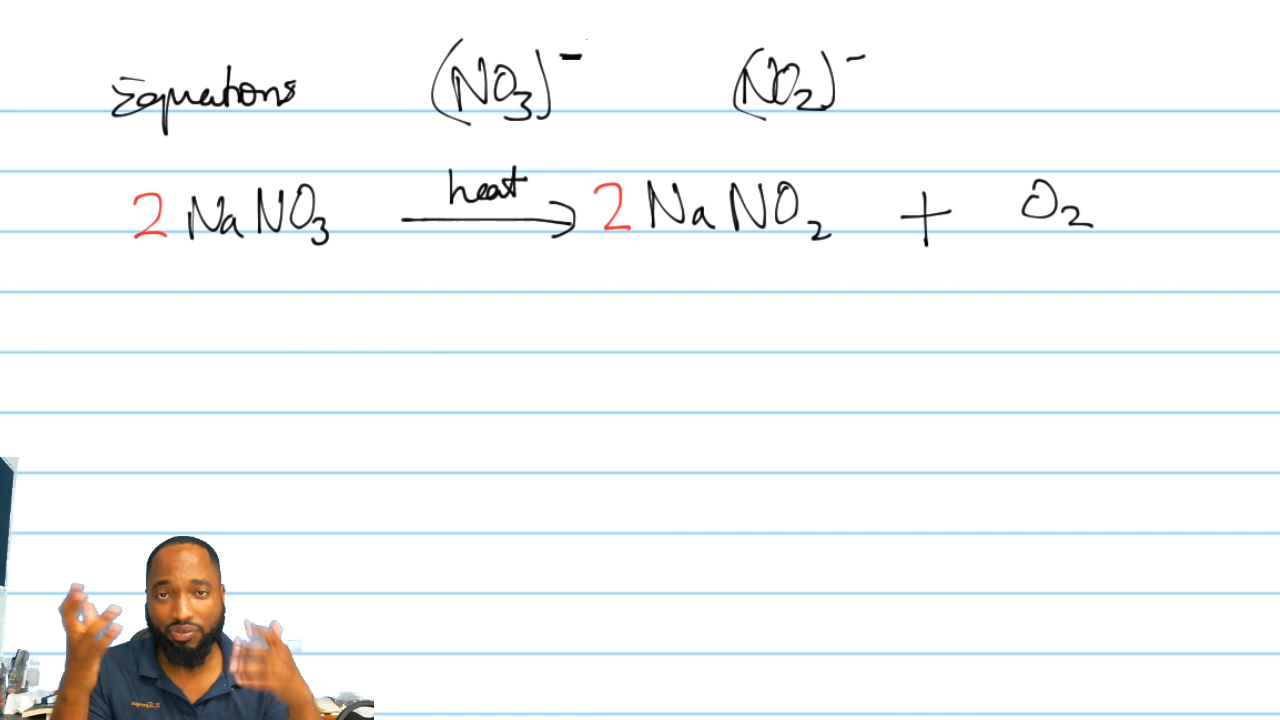 Equations (NO₃)⁻ (NO₂)⁻
heat
2 NaNO₃ → 2 NaNO₂ + O₂